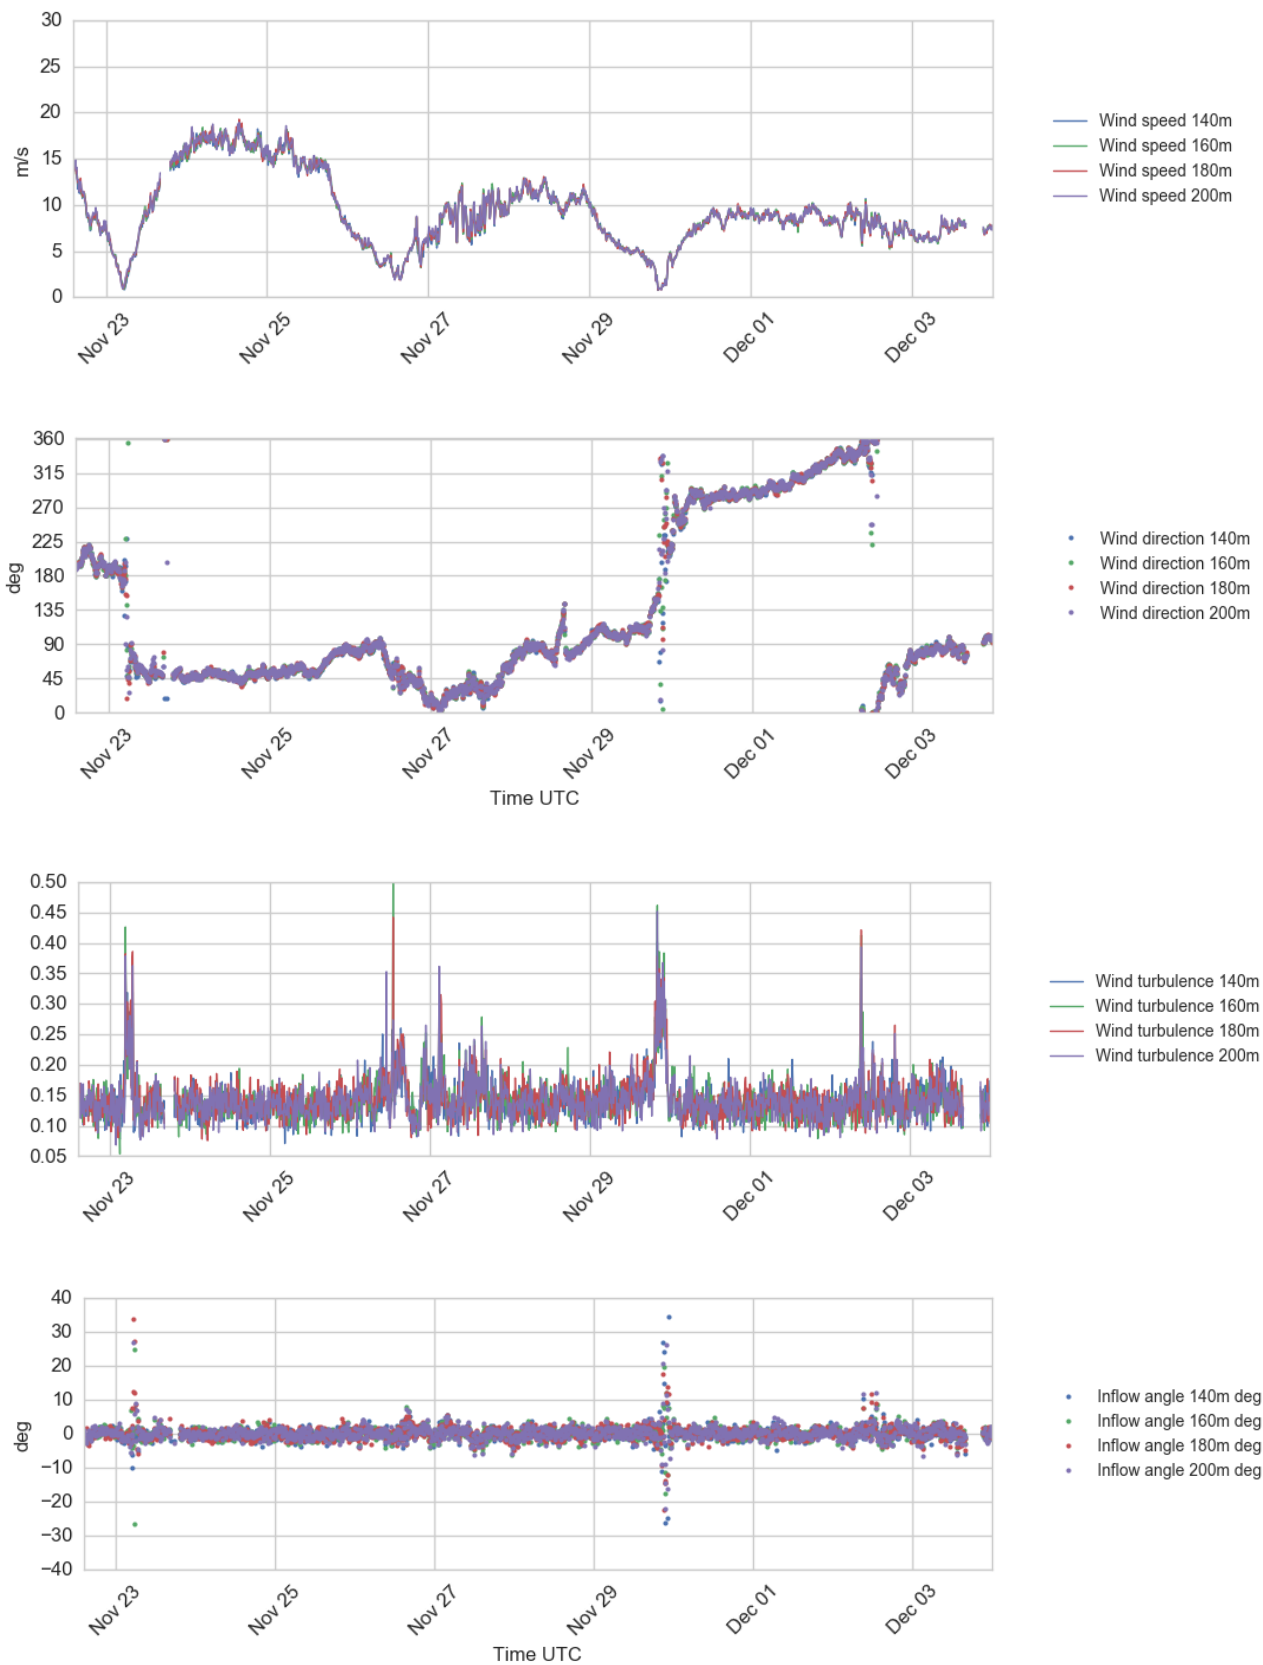 30
25
20
15
10
5
0
m/s
Nov 23
Nov 25
Nov 27
Nov 29
Dec 01
Dec 03
Wind speed 140m
Wind speed 160m
Wind speed 180m
Wind speed 200m
360
315
270
225
180
135
90
45
0
deg
Nov 23
Nov 25
Nov 27
Nov 29
Dec 01
Dec 03
Time UTC
Wind direction 140m
Wind direction 160m
Wind direction 180m
Wind direction 200m
0.50
0.45
0.40
0.35
0.30
0.25
0.20
0.15
0.10
0.05
Nov 23
Nov 25
Nov 27
Nov 29
Dec 01
Dec 03
Wind turbulence 140m
Wind turbulence 160m
Wind turbulence 180m
Wind turbulence 200m
40
30
20
10
0
−10
−20
−30
−40
deg
Nov 23
Nov 25
Nov 27
Nov 29
Dec 01
Dec 03
Time UTC
Inflow angle 140m deg
Inflow angle 160m deg
Inflow angle 180m deg
Inflow angle 200m deg